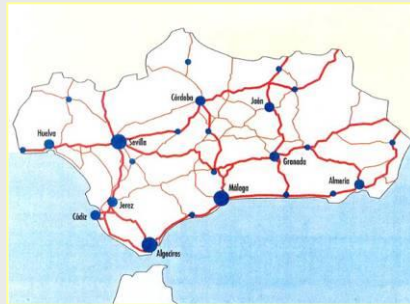 Córdoba
Jaén
Huelva
Sevilla
Granada
Almería
Málaga
Jerez
Cádiz
Algeciras